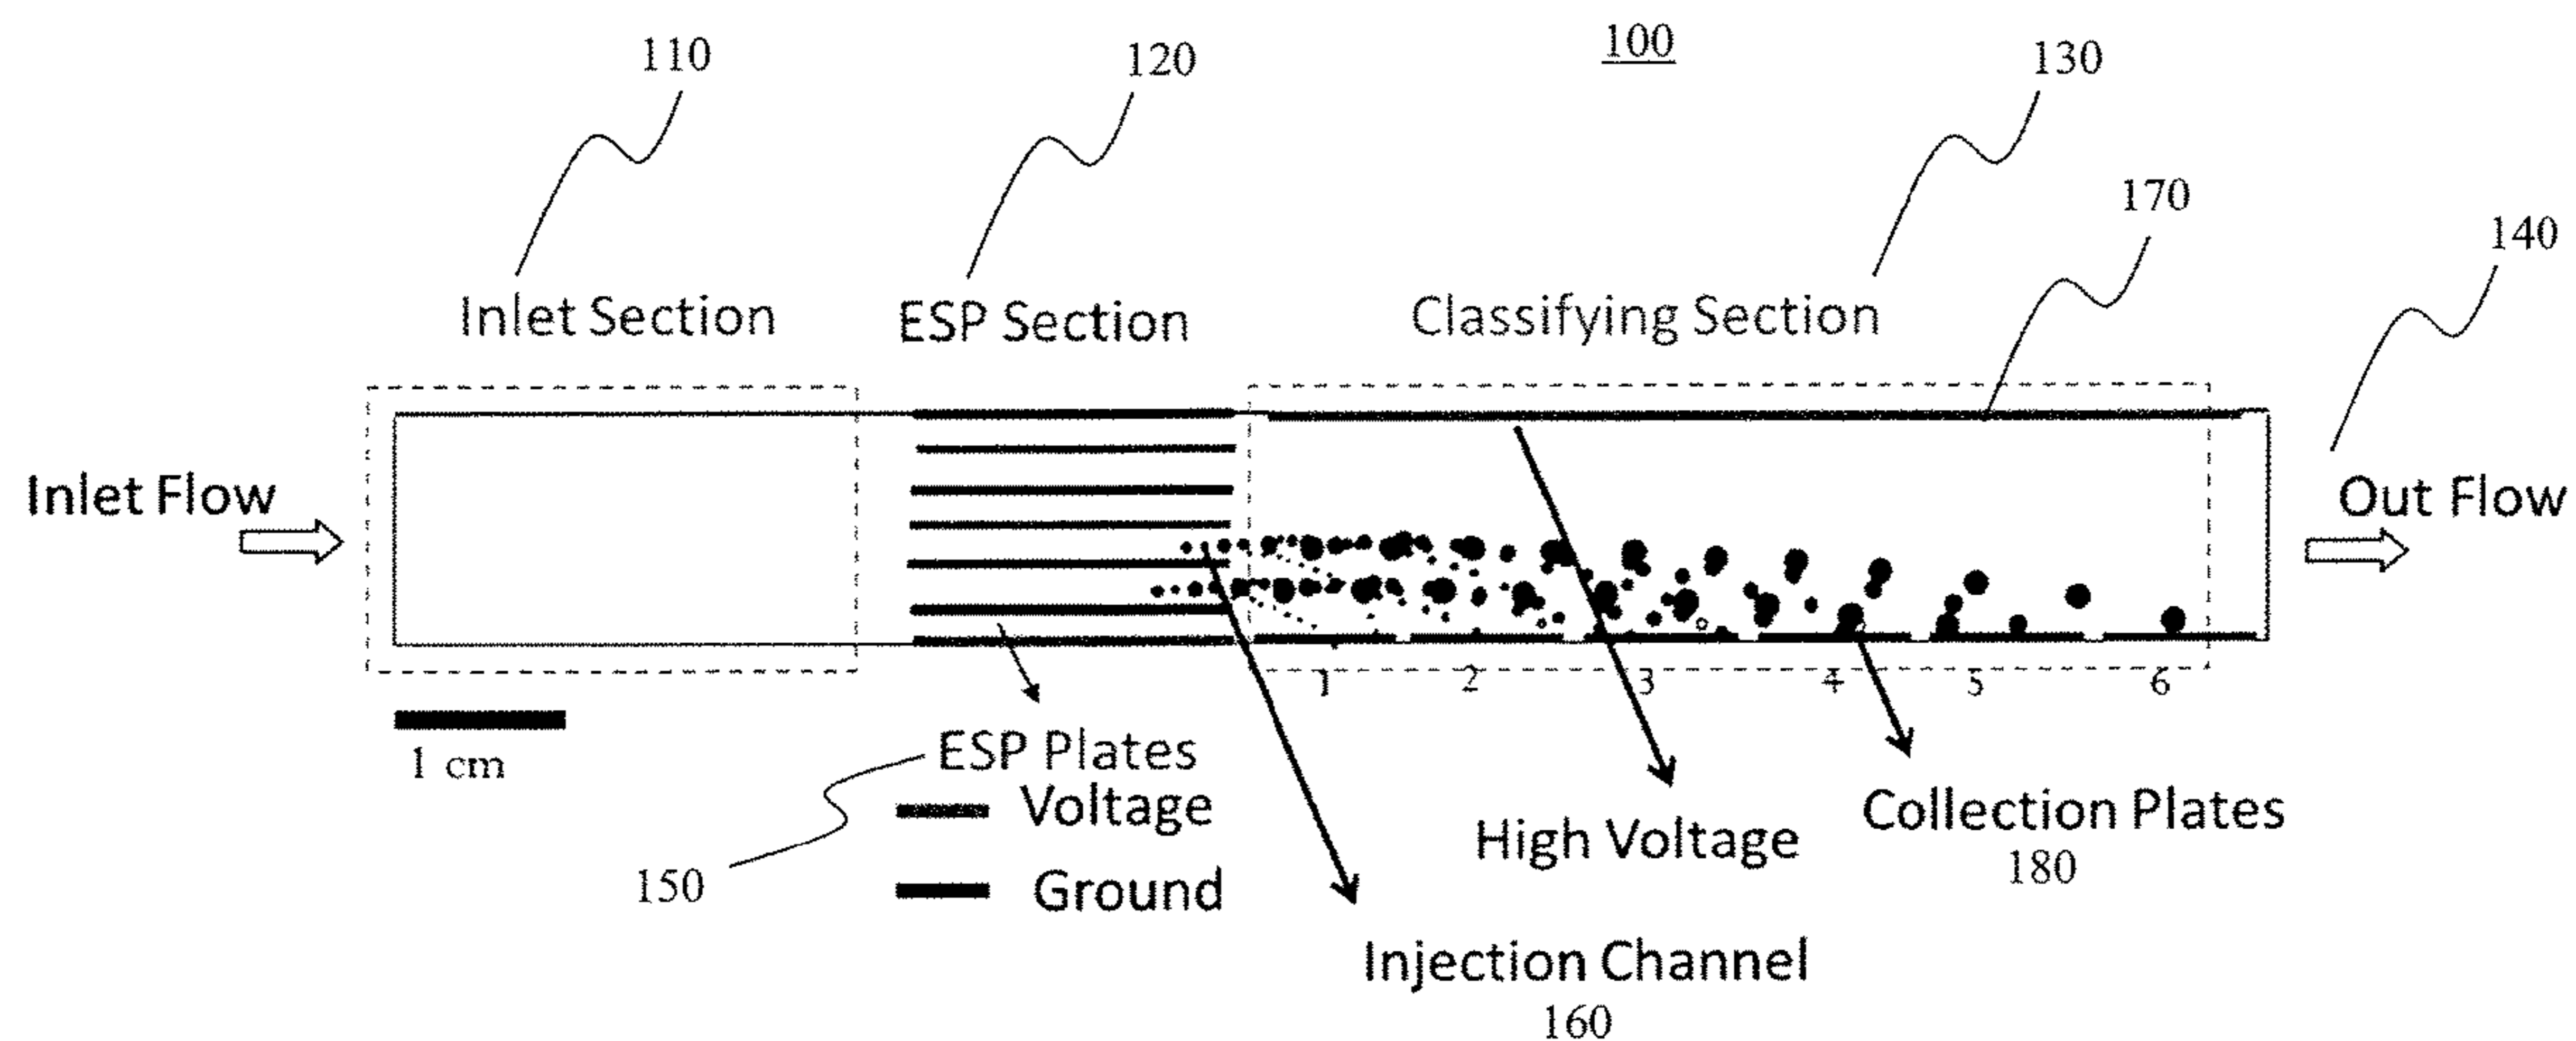 100
110
120
130
170
140
Inlet Section
ESP Section
Classifying Section
Inlet Flow
Out Flow
1
2
3
4
5
6
1 cm
ESP Plates
Voltage
Ground
150
High Voltage
Collection Plates
180
Injection Channel
160